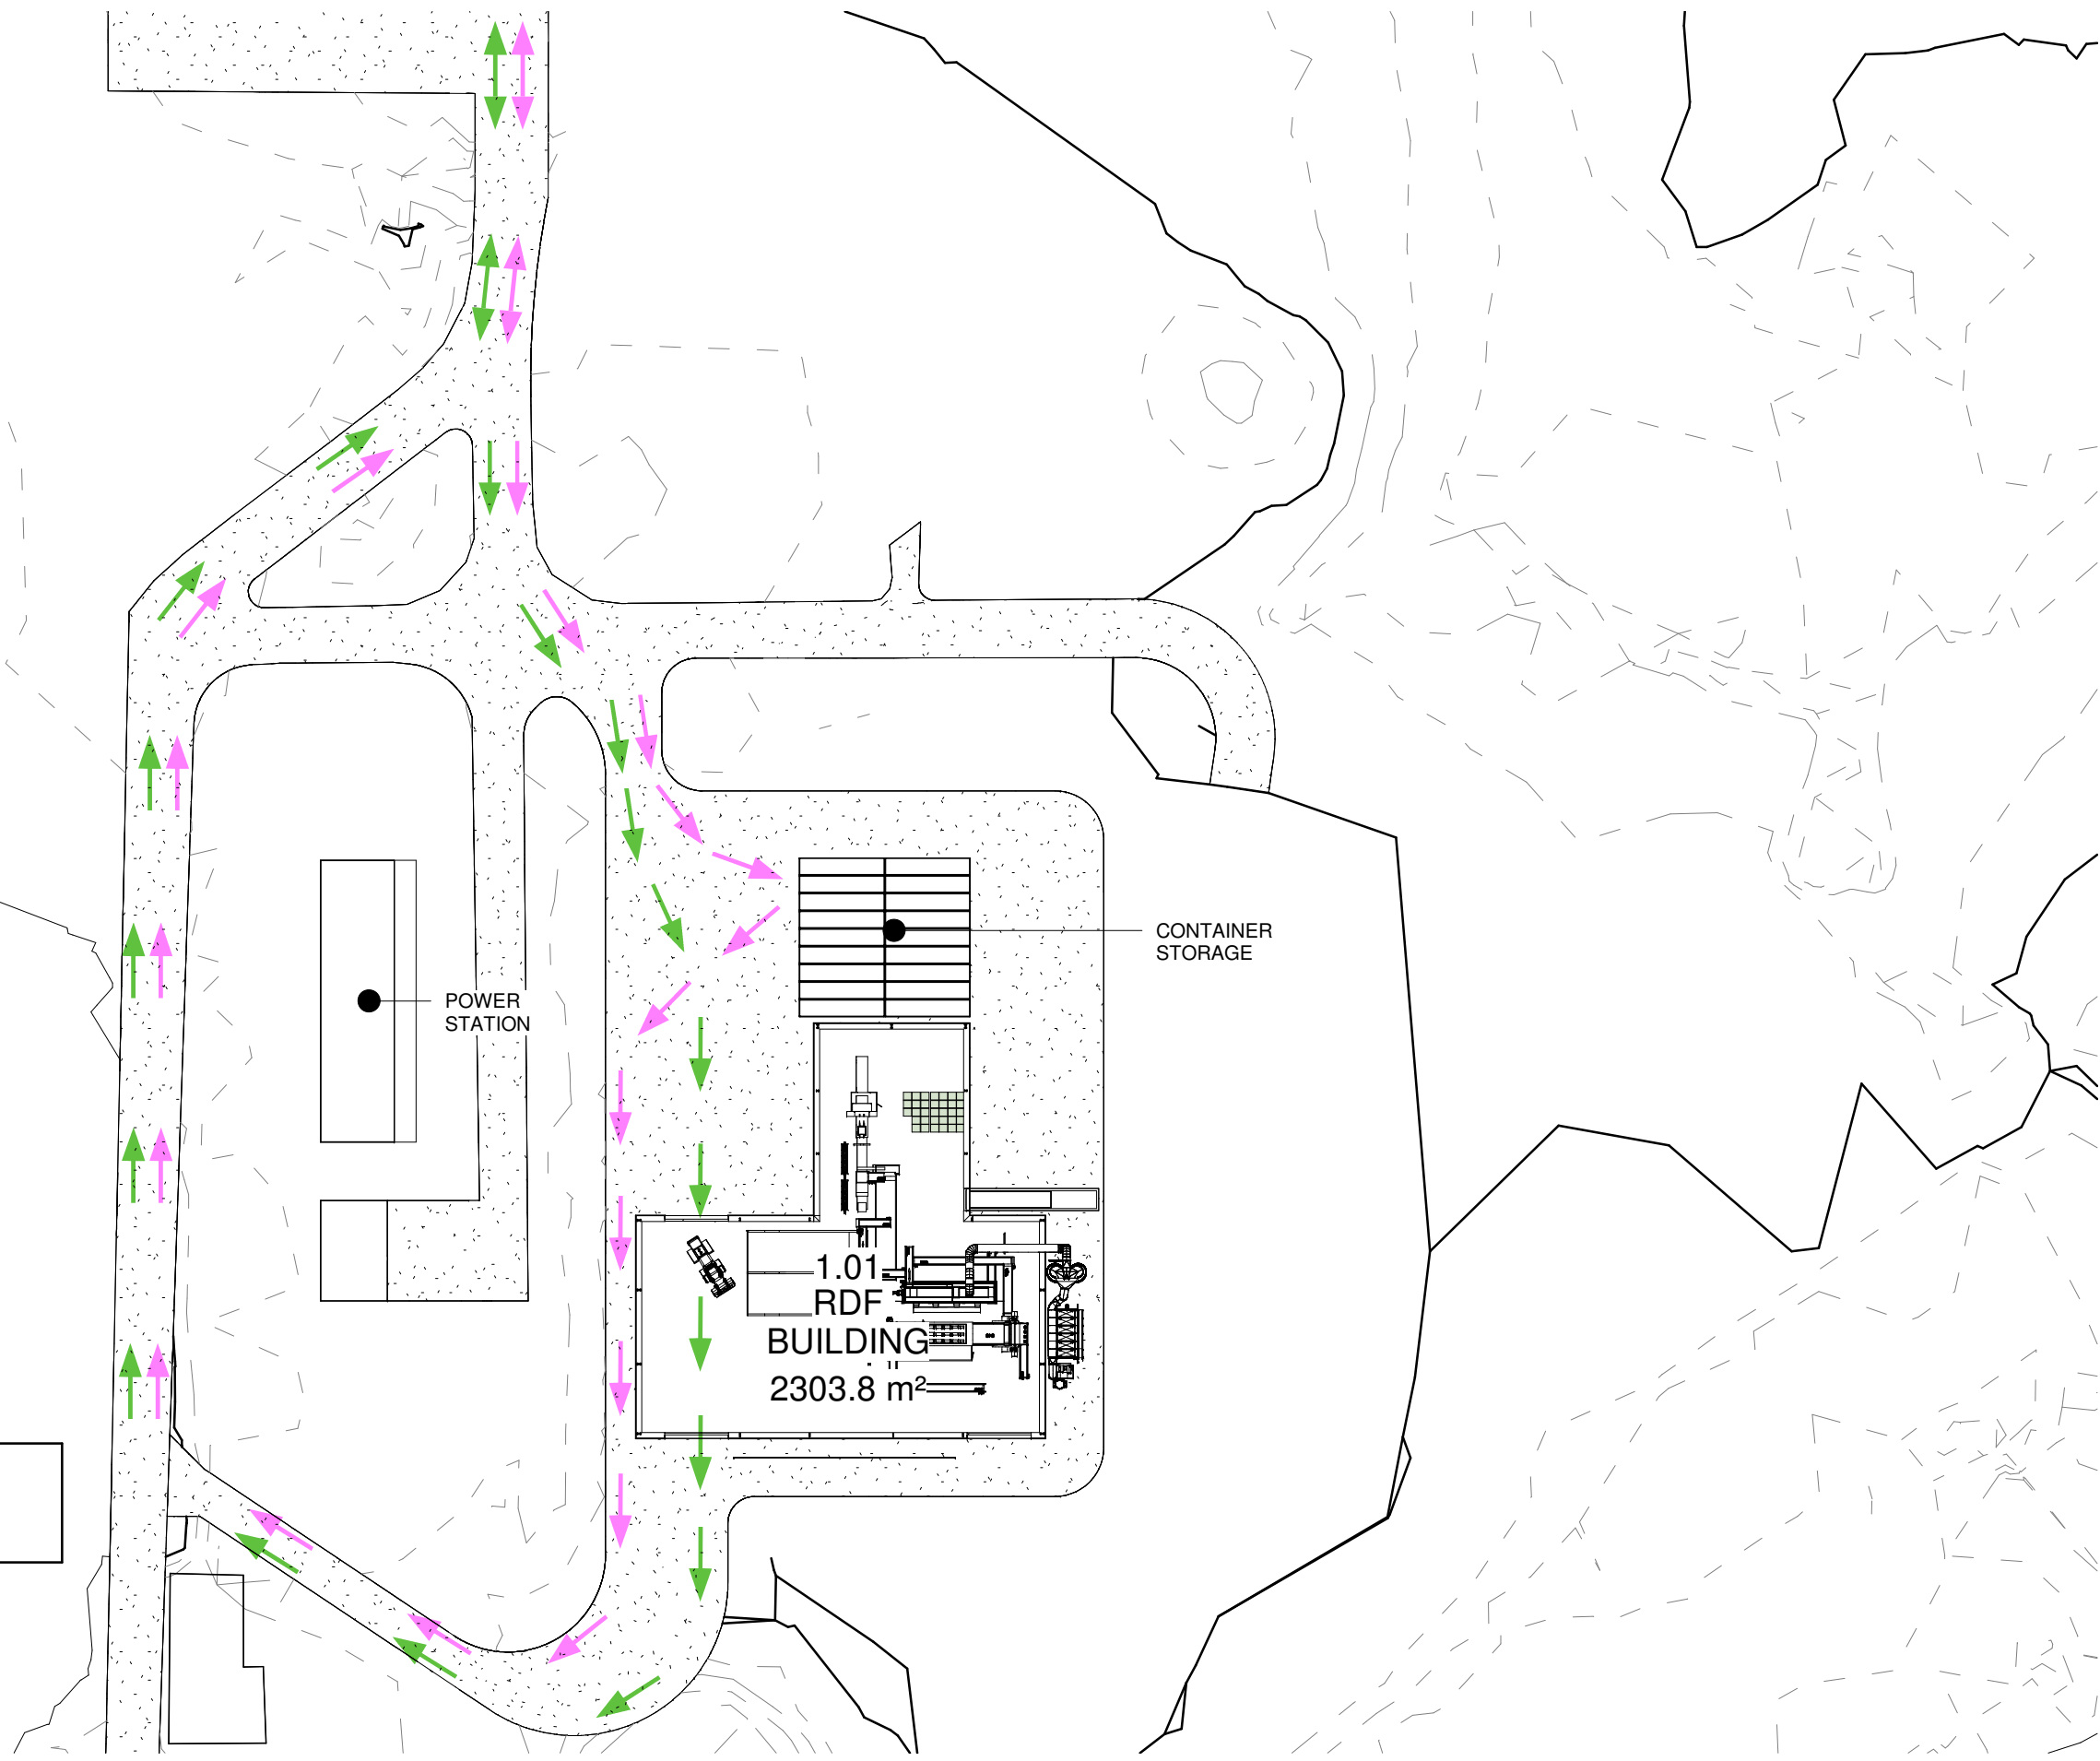 CONTAINER
STORAGE
POWER
STATION
1.01
RDF
BUILDING
2303.8 m²